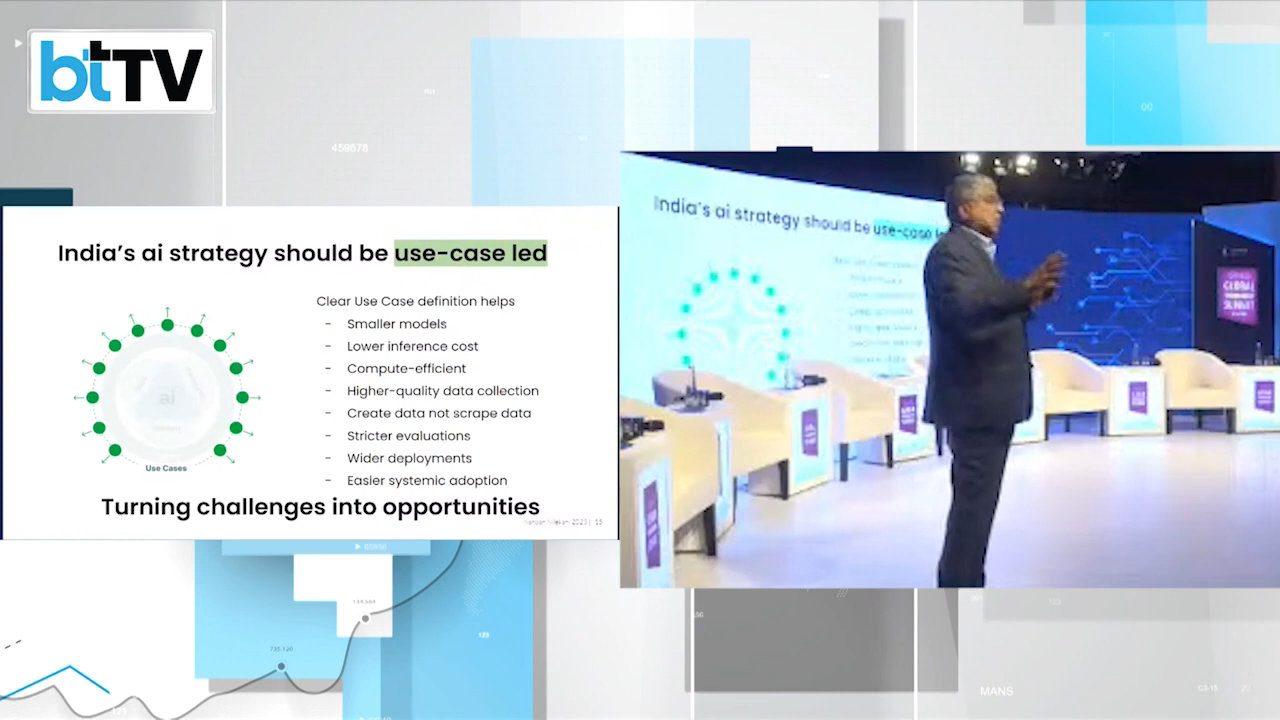 btTV
459678
00
India's ai strategy should be use-case led
Clear Use Case definition helps
- Smaller models
- Lower inference cost
- Compute-efficient
- Higher-quality data collection
- Create data not scrape data
- Stricter evaluations
- Wider deployments
- Easier systemic adoption
ai
Use Cases
Turning challenges into opportunities
India's ai strategy should be use-case
GLOBAL
SUMMIT
MANS